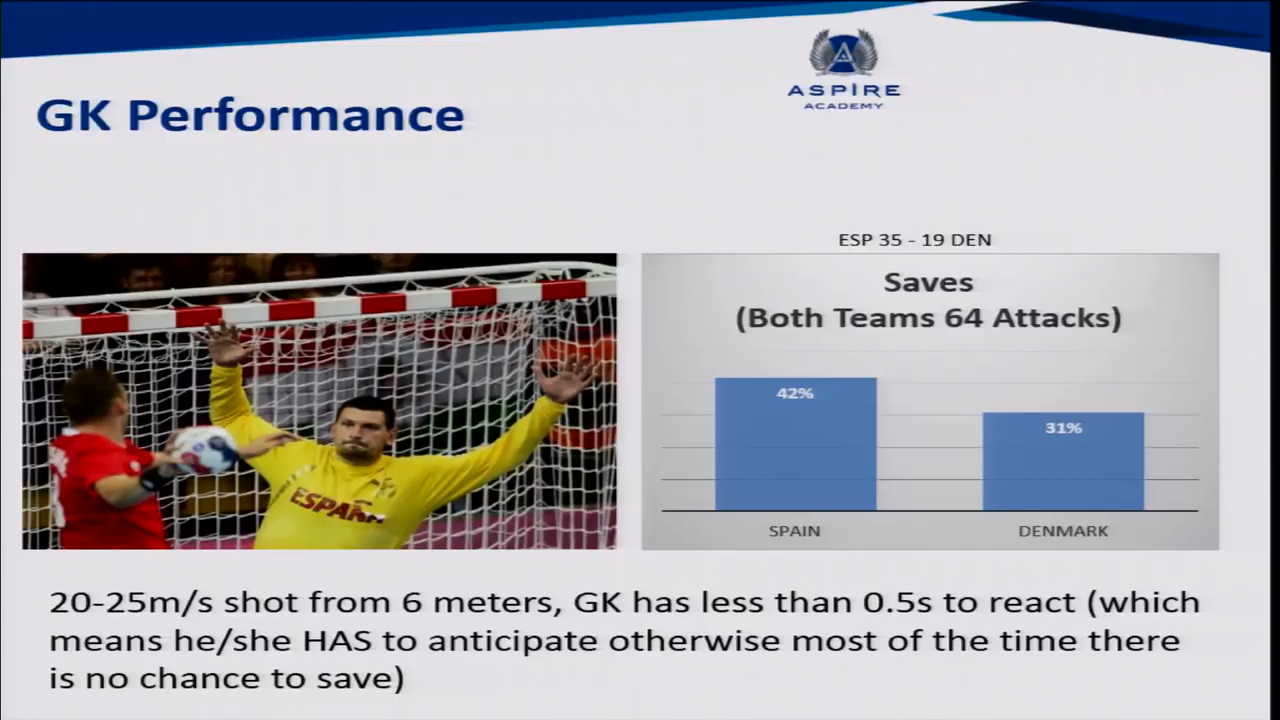 ASPIRE
ACADEMY
GK Performance
ESP 35 - 19 DEN
Saves
(Both Teams 64 Attacks)
42%
31%
SPAIN
DENMARK
ESPAÑA
20-25m/s shot from 6 meters, GK has less than 0.5s to react (which
means he/she HAS to anticipate otherwise most of the time there
is no chance to save)